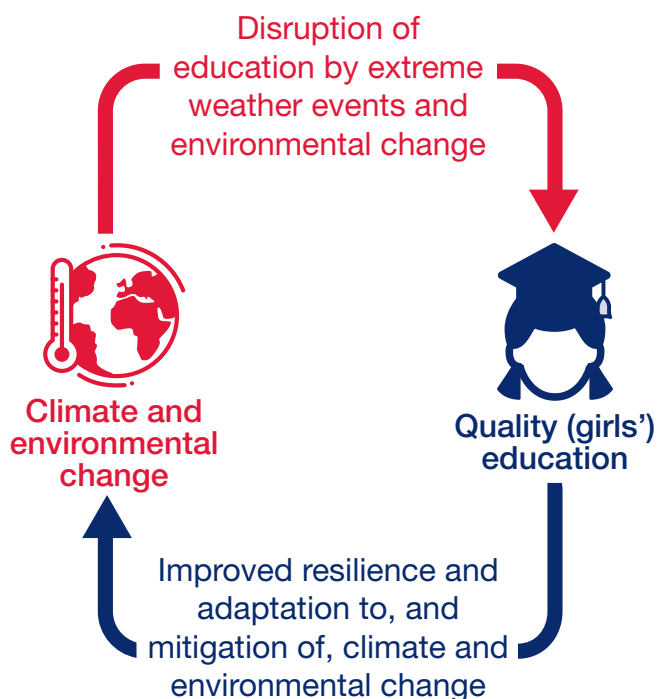 Disruption of
education by extreme
weather events and
environmental change
Climate and
environmental
change
Quality (girls’)
education
Improved resilience and
adaptation to, and
mitigation of, climate and
environmental change